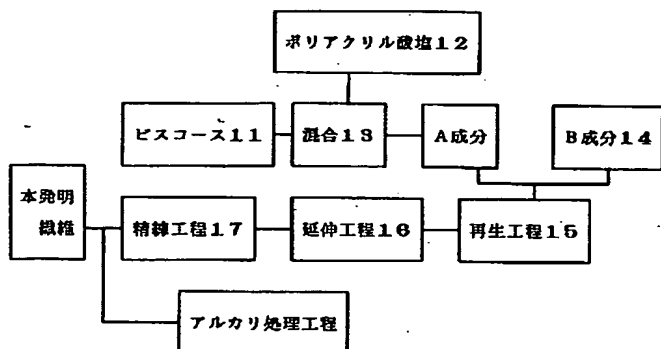 ポリアクリル酸塩12
ビスコース11
混合13
A成分
B成分14
本発明
繊維
精練工程17
延伸工程16
再生工程15
アルカリ処理工程